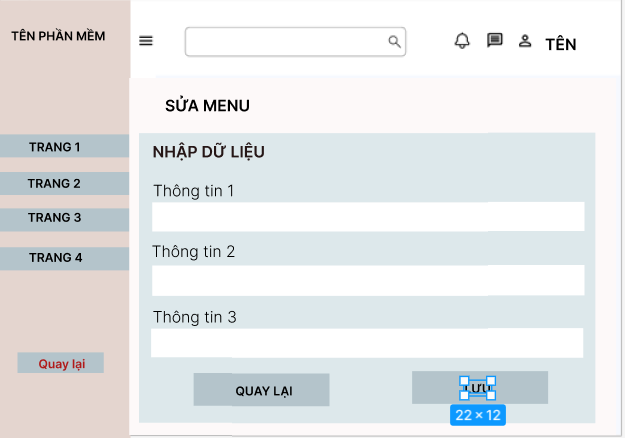 TÊN PHẦN MỀM
TÊN
SỬA MENU
TRANG 1
TRANG 2
TRANG 3
TRANG 4
Quay lại
NHẬP DỮ LIỆU
Thông tin 1
Thông tin 2
Thông tin 3
QUAY LẠI
LƯU
22 × 12